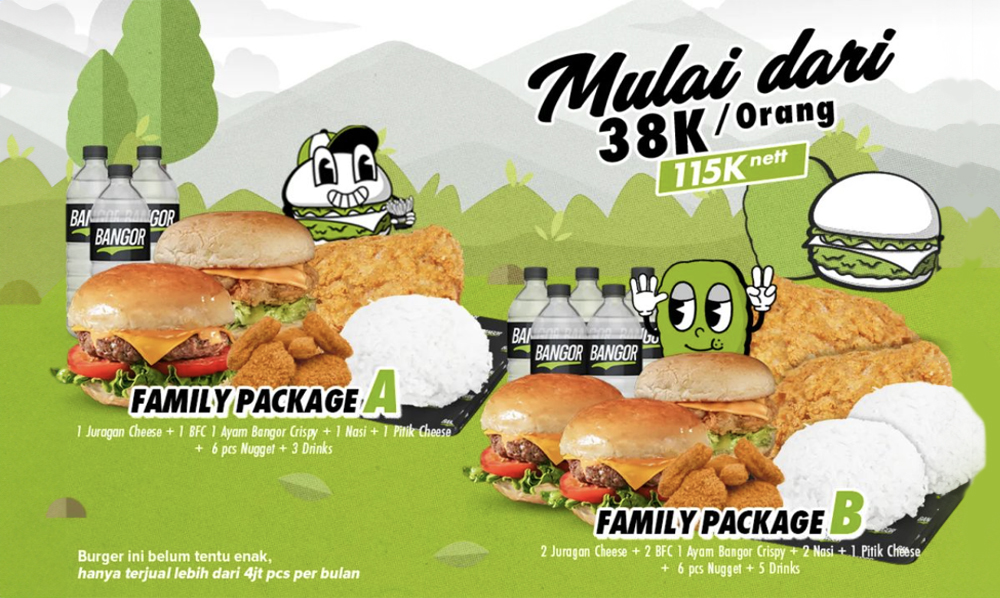 Mulai dari
38K /Orang
115K nett
BANGOR
BANGOR BANGOR
FAMILY PACKAGE A
1 Juragan Cheese + 1 BFC 1 Ayam Bangor Crispy + 1 Nasi + 1 Pitik Cheese
+ 6 pcs Nugget + 3 Drinks
FAMILY PACKAGE B
2 Juragan Cheese + 2 BFC 1 Ayam Bangor Crispy + 2 Nasi + 1 Pitik Cheese
+ 6 pcs Nugget + 5 Drinks
Burger ini belum tentu enak,
hanya terjual lebih dari 4jt pcs per bulan